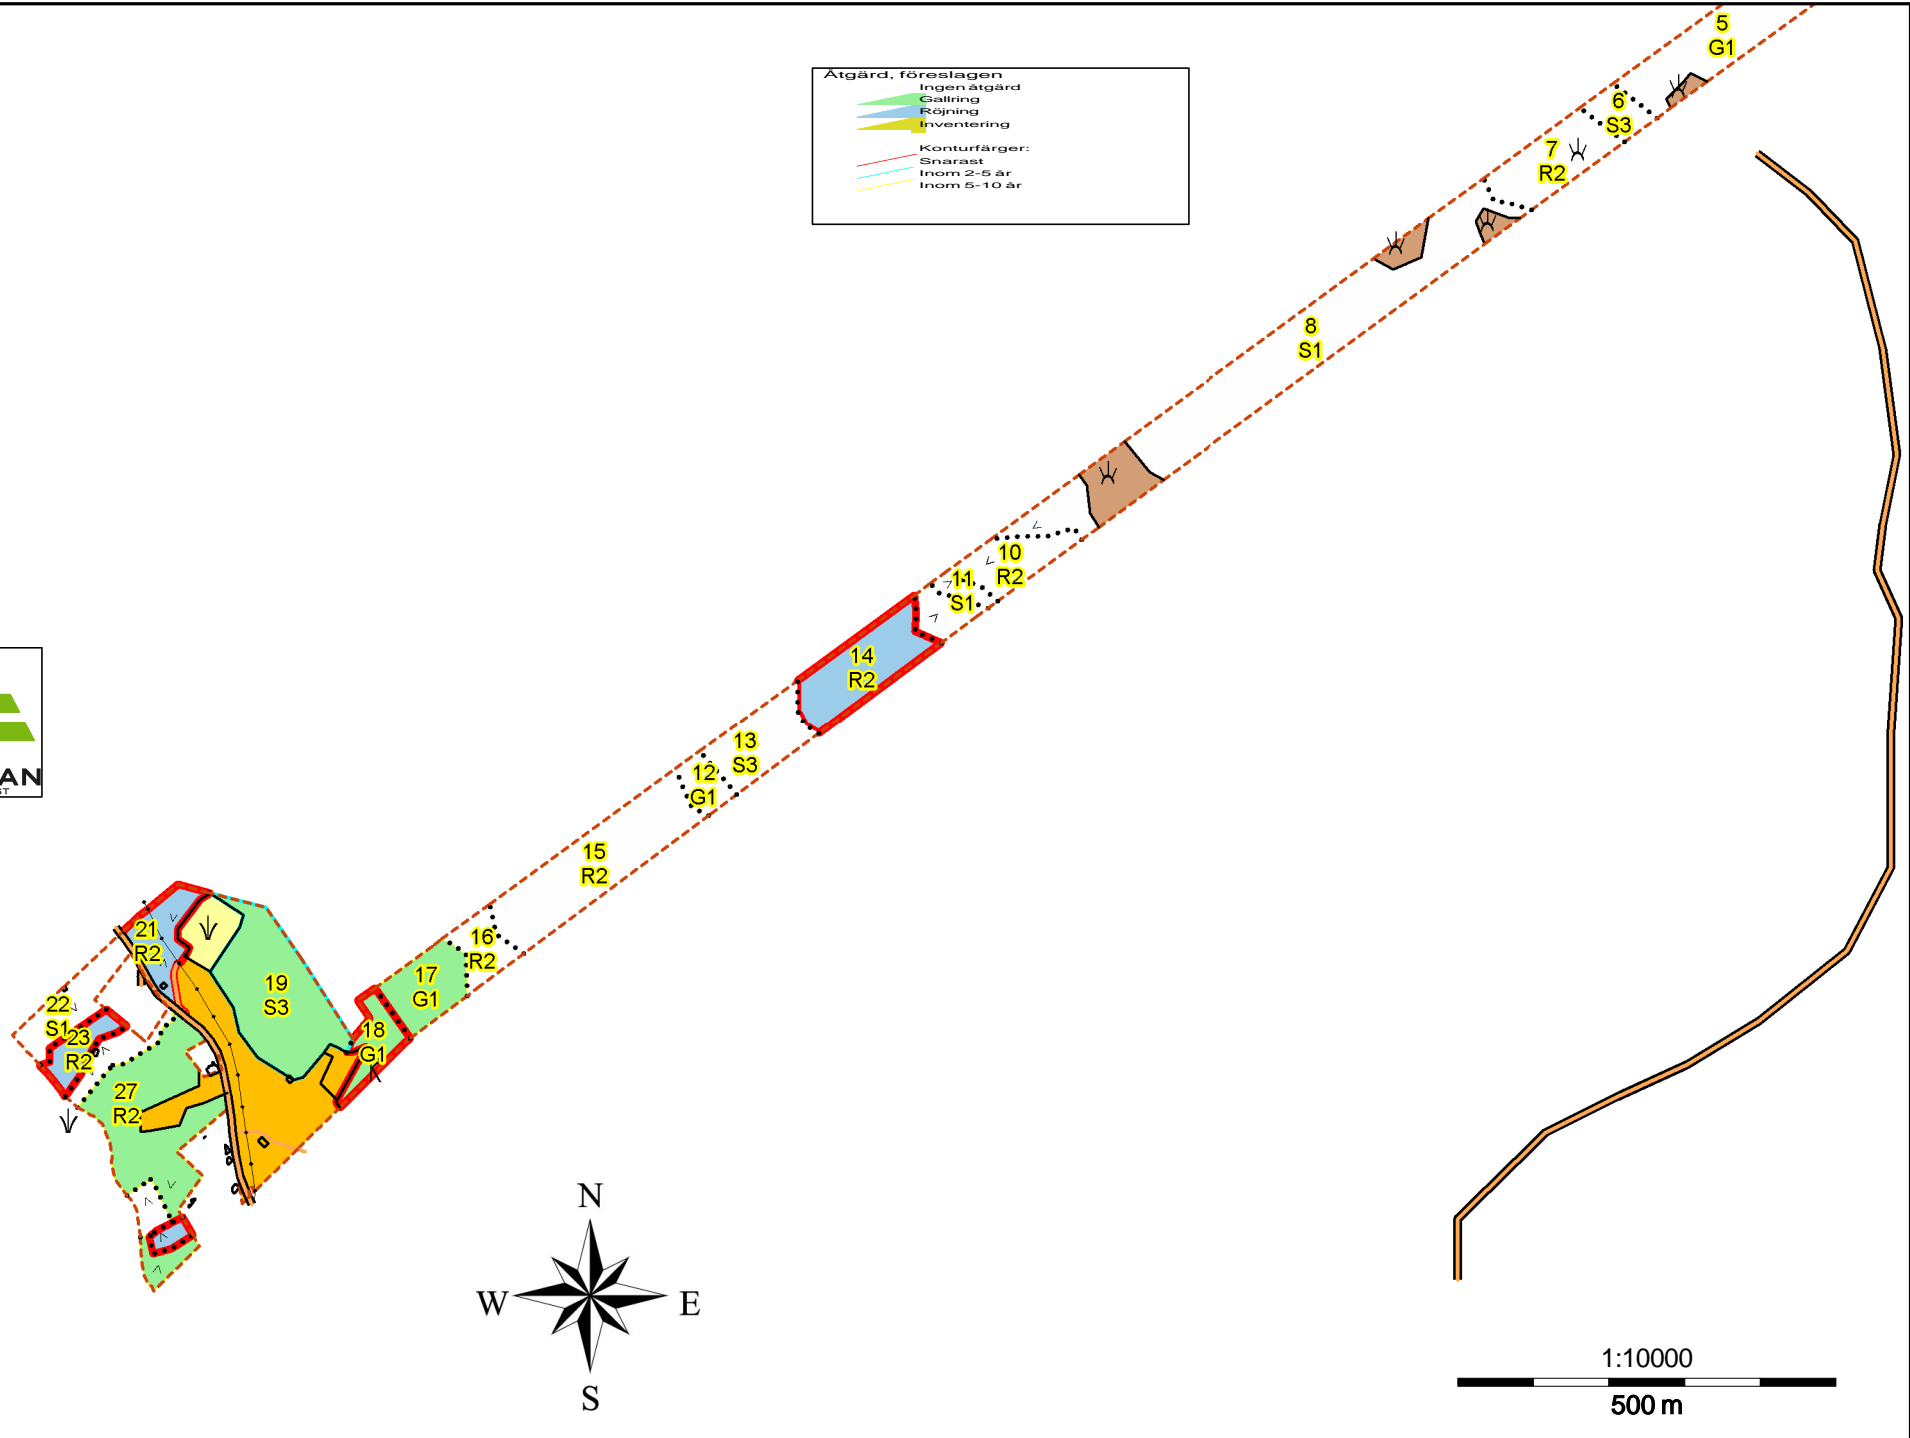 5
G1
6
S3
7
R2
Åtgärd, föreslagen
Ingen åtgärd
Gallring
Röjning
Inventering
Konturfärger:
Snarast
Inom 2-5 år
Inom 5-10 år
8
S1
10
R2
11
S1
14
R2
13
S3
12
G1
15
R2
16
R2
17
G1
18
G1
19
S3
21
R2
22
S1
23
R2
27
R2
AN
ST
N
W E
S
1:10000
500 m